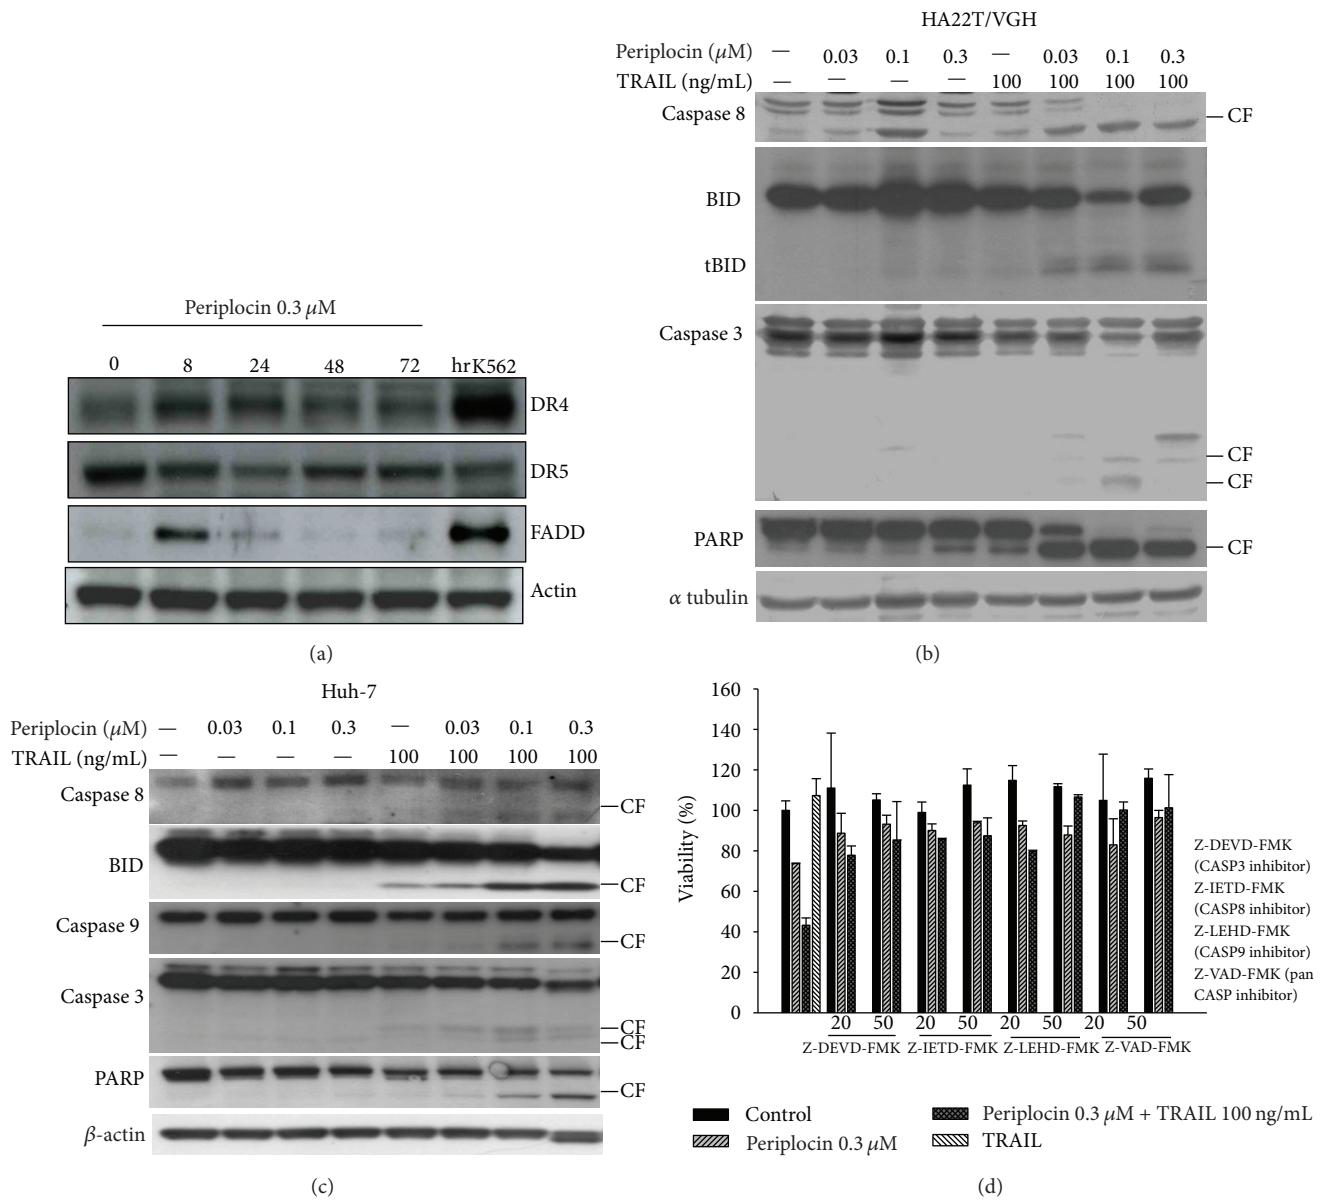 Periplocin 0.3 μM
0 8 24 48 72 hr K562
DR4
DR5
FADD
Actin
(a)
HA22T/VGH
Periplocin (μM) — 0.03 0.1 0.3 — 0.03 0.1 0.3
TRAIL (ng/mL) — — — — 100 100 100 100
Caspase 8
CF
BID
tBID
Caspase 3
CF
CF
PARP
CF
α tubulin
(b)
Huh-7
Periplocin (μM) — 0.03 0.1 0.3 — 0.03 0.1 0.3
TRAIL (ng/mL) — — — — 100 100 100 100
Caspase 8
CF
BID
CF
Caspase 9
CF
Caspase 3
CF
CF
PARP
CF
β-actin
(c)
Viability (%)
160
140
120
100
80
60
40
20
0
20 50 20 50 20 50 20 50
Z-DEVD-FMK Z-IETD-FMK Z-LEHD-FMK Z-VAD-FMK
Z-DEVD-FMK
(CASP3 inhibitor)
Z-IETD-FMK
(CASP8 inhibitor)
Z-LEHD-FMK
(CASP9 inhibitor)
Z-VAD-FMK (pan
CASP inhibitor)
Control
Periplocin 0.3 μM
Periplocin 0.3 μM + TRAIL 100 ng/mL
TRAIL
(d)